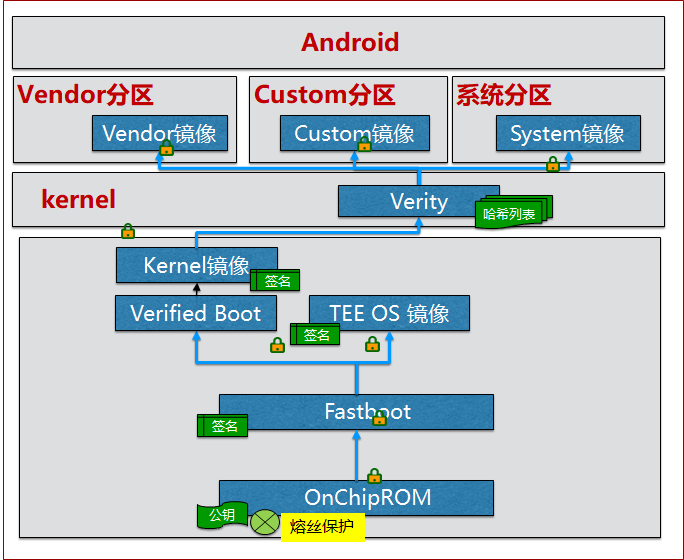 Android
Vendor分区
Custom分区
系统分区
Vendor镜像
Custom镜像
System镜像
kernel
Verity
哈希列表
Kernel镜像
签名
Verified Boot
TEE OS 镜像
签名
Fastboot
签名
OnChipROM
公钥
熔丝保护